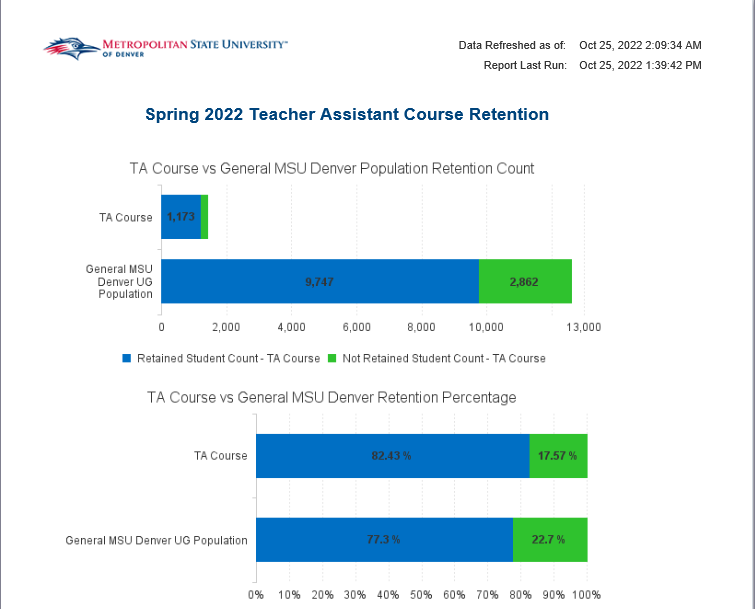 METROPOLITAN STATE UNIVERSITY™
OF DENVER
Data Refreshed as of: Oct 25, 2022 2:09:34 AM
Report Last Run: Oct 25, 2022 1:39:42 PM
Spring 2022 Teacher Assistant Course Retention
TA Course vs General MSU Denver Population Retention Count
TA Course 1,173
General MSU
Denver UG
Population
9,747 2,862
0 2,000 4,000 6,000 8,000 10,000 13,000
Retained Student Count - TA Course Not Retained Student Count - TA Course
TA Course vs General MSU Denver Retention Percentage
TA Course 82.43 % 17.57 %
General MSU Denver UG Population 77.3 % 22.7 %
0% 10% 20% 30% 40% 50% 60% 70% 80% 90% 100%